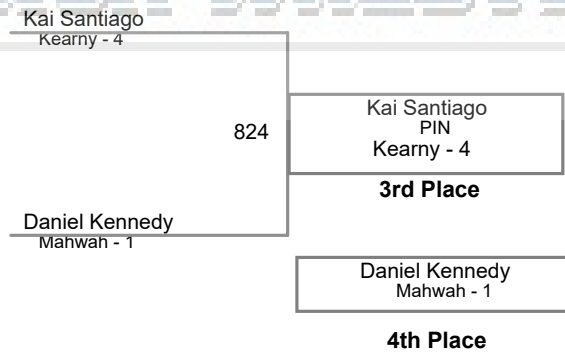 Kai Santiago
Kearny - 4
824
Kai Santiago
PIN
Kearny - 4
3rd Place
Daniel Kennedy
Mahwah - 1
Daniel Kennedy
Mahwah - 1
4th Place